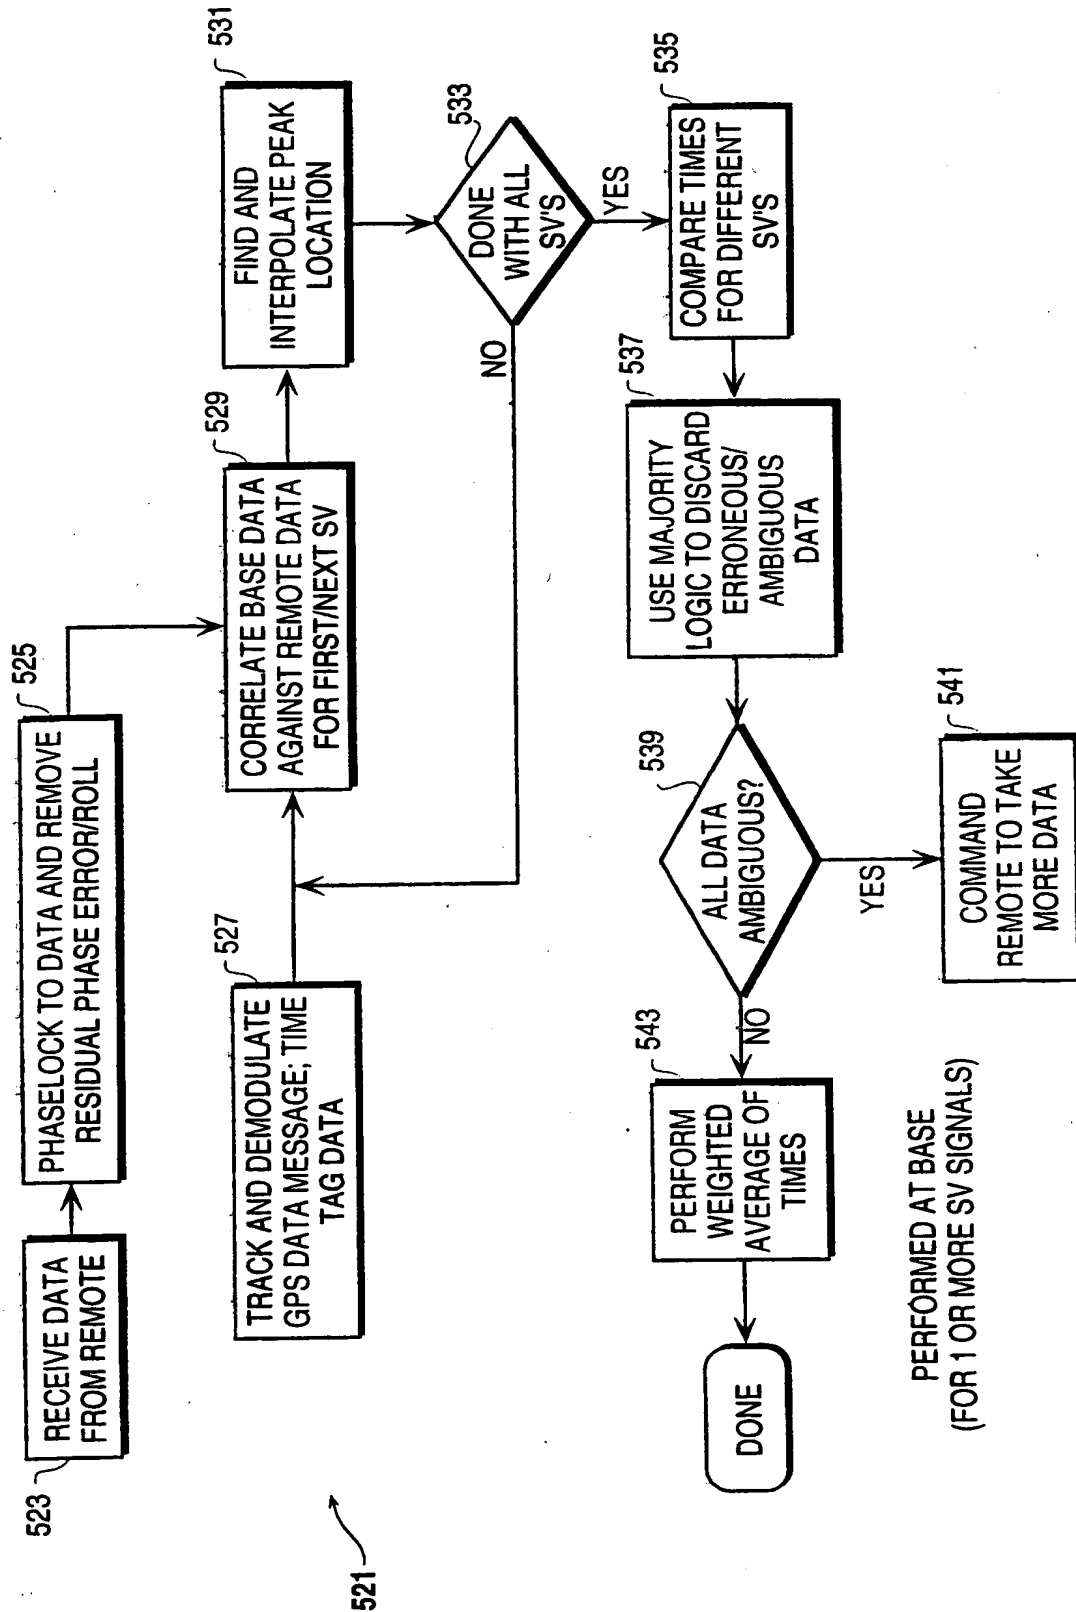 523
RECEIVE DATA
FROM REMOTE
525
PHASELOCK TO DATA AND REMOVE
RESIDUAL PHASE ERROR/ROLL
527
TRACK AND DEMODULATE
GPS DATA MESSAGE; TIME
TAG DATA
529
CORRELATE BASE DATA
AGAINST REMOTE DATA
FOR FIRST/NEXT SV
531
FIND AND
INTERPOLATE PEAK
LOCATION
533
DONE
WITH ALL
SV'S
NO
YES
535
COMPARE TIMES
FOR DIFFERENT
SV'S
537
USE MAJORITY
LOGIC TO DISCARD
ERRONEOUS/
AMBIGUOUS
DATA
539
ALL DATA
AMBIGUOUS?
YES
541
COMMAND
REMOTE TO TAKE
MORE DATA
NO
543
PERFORM
WEIGHTED
AVERAGE OF
TIMES
DONE
521
PERFORMED AT BASE
(FOR 1 OR MORE SV SIGNALS)